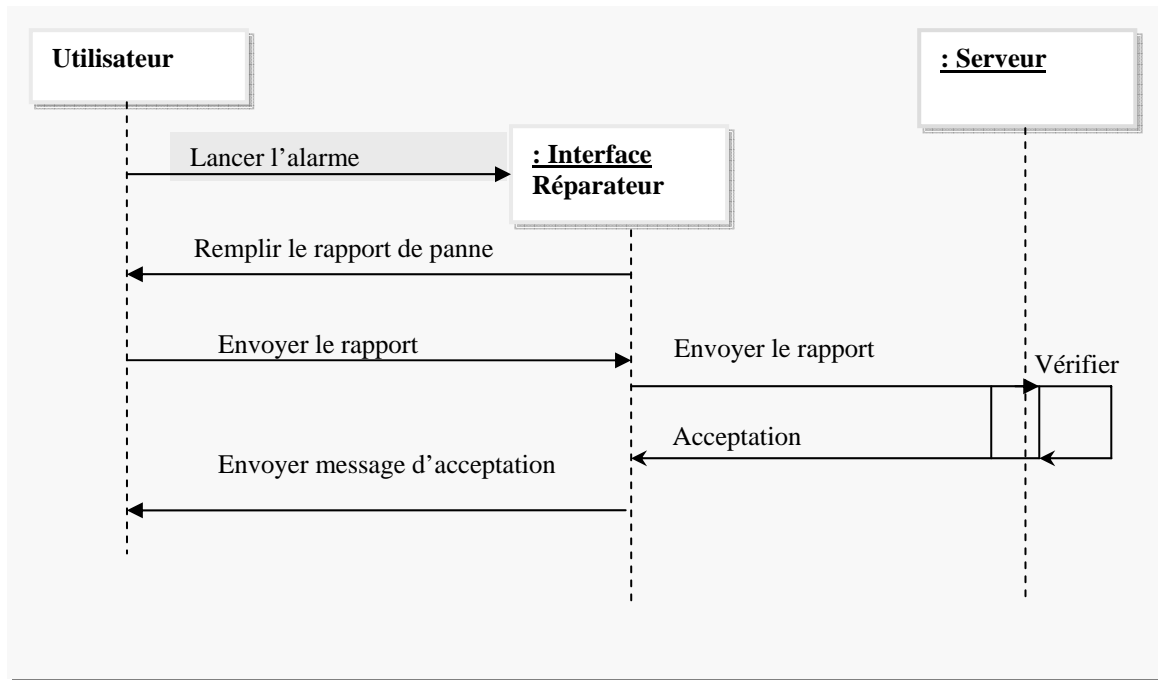 Utilisateur
: Serveur
Lancer l’alarme
: Interface
Réparateur
Remplir le rapport de panne
Envoyer le rapport
Envoyer le rapport
Vérifier
Acceptation
Envoyer message d’acceptation